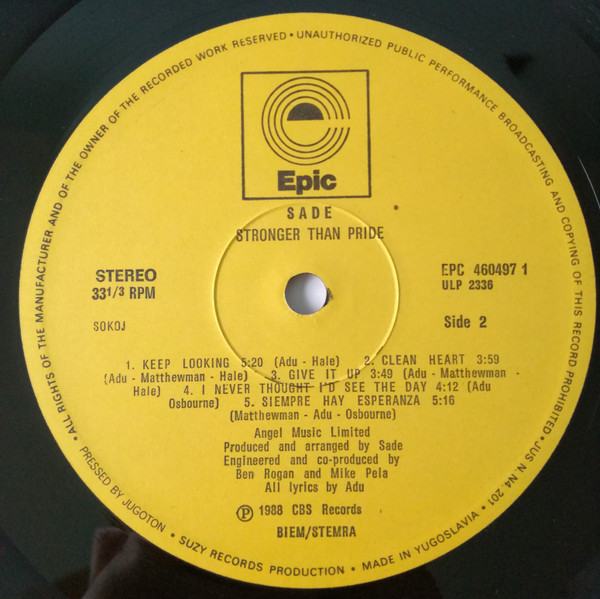 • ALL RIGHTS OF THE MANUFACTURER AND OF THE OWNER OF THE RECORDED WORK RESERVED • UNAUTHORIZED PUBLIC PERFORMANCE BROADCASTING AND COPYING OF THIS RECORD PROHIBITED • JUS N.N4. 201
Epic
SADE
STRONGER THAN PRIDE
STEREO
33 1/3 RPM
SOKOJ
EPC 460497 1
ULP 2336
Side 2
1. KEEP LOOKING 5:20 (Adu - Hale) 2. CLEAN HEART 3:59
(Adu - Matthewman - Hale) 3. GIVE IT UP 3:49 (Adu - Matthewman -
Hale) 4. I NEVER THOUGHT I'D SEE THE DAY 4:12 (Adu
Osbourne) 5. SIEMPRE HAY ESPERANZA 5:16
(Matthewman - Adu - Osbourne)
Angel Music Limited
Produced and arranged by Sade
Engineered and co-produced by
Ben Rogan and Mike Pela
All lyrics by Adu
Ⓟ 1988 CBS Records
BIEM/STEMRA
PRESSED BY JUGOTON • SUZY RECORDS PRODUCTION • MADE IN YUGOSLAVIA •